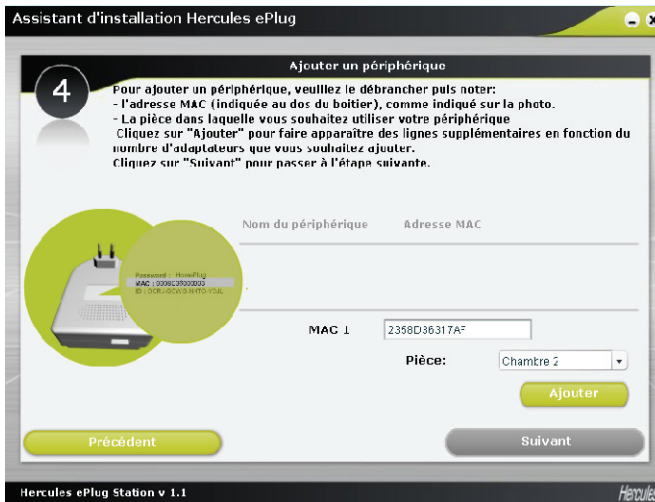 Assistant d'installation Hercules ePlug
Ajouter un périphérique
4
Pour ajouter un périphérique, veuillez le débrancher puis noter:
- l'adresse MAC (indiquée au dos du boitier), comme indiqué sur la photo.
- La pièce dans laquelle vous souhaitez utiliser votre périphérique
Cliquez sur "Ajouter" pour faire apparaître des lignes supplémentaires en fonction du
nombre d'adaptateurs que vous souhaitez ajouter.
Cliquez sur "Suivant" pour passer à l'étape suivante.
Nom du périphérique Adresse MAC
Password : HomePlug
MAC :
ID :
MAC 1
2358D36317AF
Pièce:
Chambre 2
Ajouter
Précédent
Suivant
Hercules ePlug Station v 1.1
Hercules